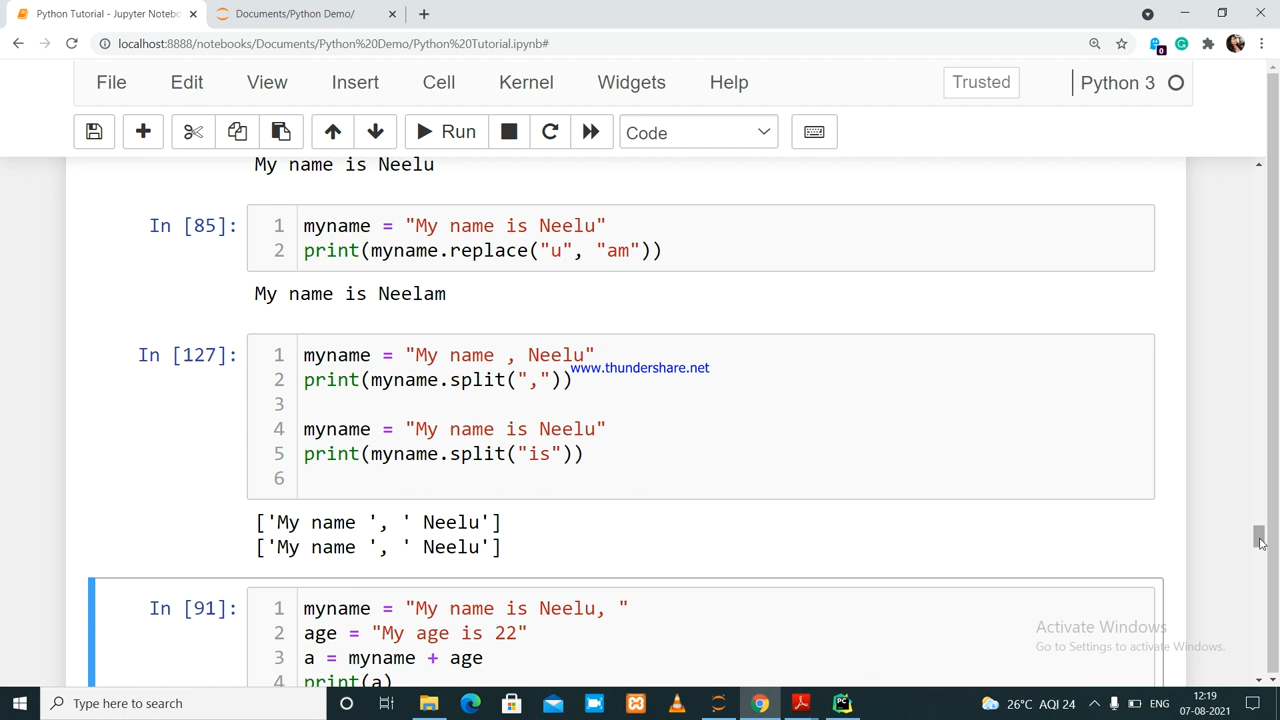 Python Tutorial - Jupyter Notebo
Documents/Python Demo/
localhost:8888/notebooks/Documents/Python%20Demo/Python%20Tutorial.ipynb#
0
File Edit View Insert Cell Kernel Widgets Help Trusted Python 3
Run Code
My name is Neelu
In [85]:
1 myname = "My name is Neelu"
2 print(myname.replace("u", "am"))
My name is Neelam
In [127]:
1 myname = "My name , Neelu"
www.thundershare.net
2 print(myname.split(","))
3
4 myname = "My name is Neelu"
5 print(myname.split("is"))
6
['My name ', ' Neelu']
['My name ', ' Neelu']
In [91]:
1 myname = "My name is Neelu, "
2 age = "My age is 22"
3 a = myname + age
4 print(a)
Activate Windows
Go to Settings to activate Windows.
Type here to search
26°C AQI 24
ENG
12:19
07-08-2021